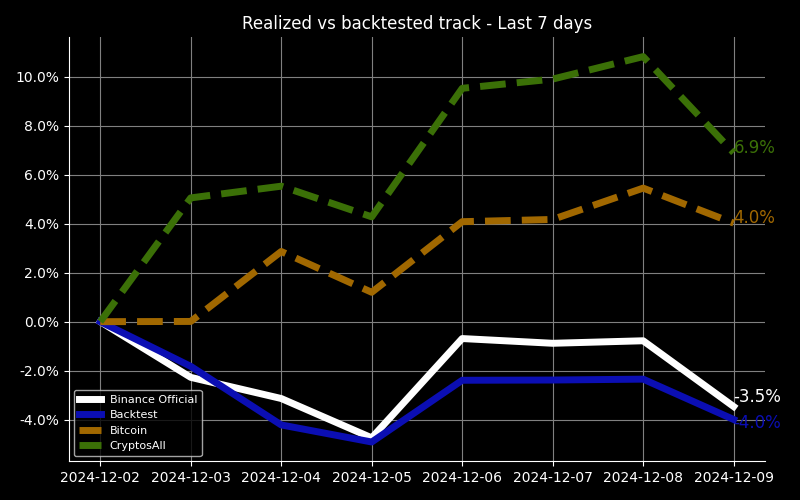 Realized vs backtested track - Last 7 days
10.0%
8.0%
6.0%
4.0%
2.0%
0.0%
-2.0%
-4.0%
6.9%
4.0%
-3.5%
-4.0%
Binance Official
Backtest
Bitcoin
CryptosAll
2024-12-02 2024-12-03 2024-12-04 2024-12-05 2024-12-06 2024-12-07 2024-12-08 2024-12-09